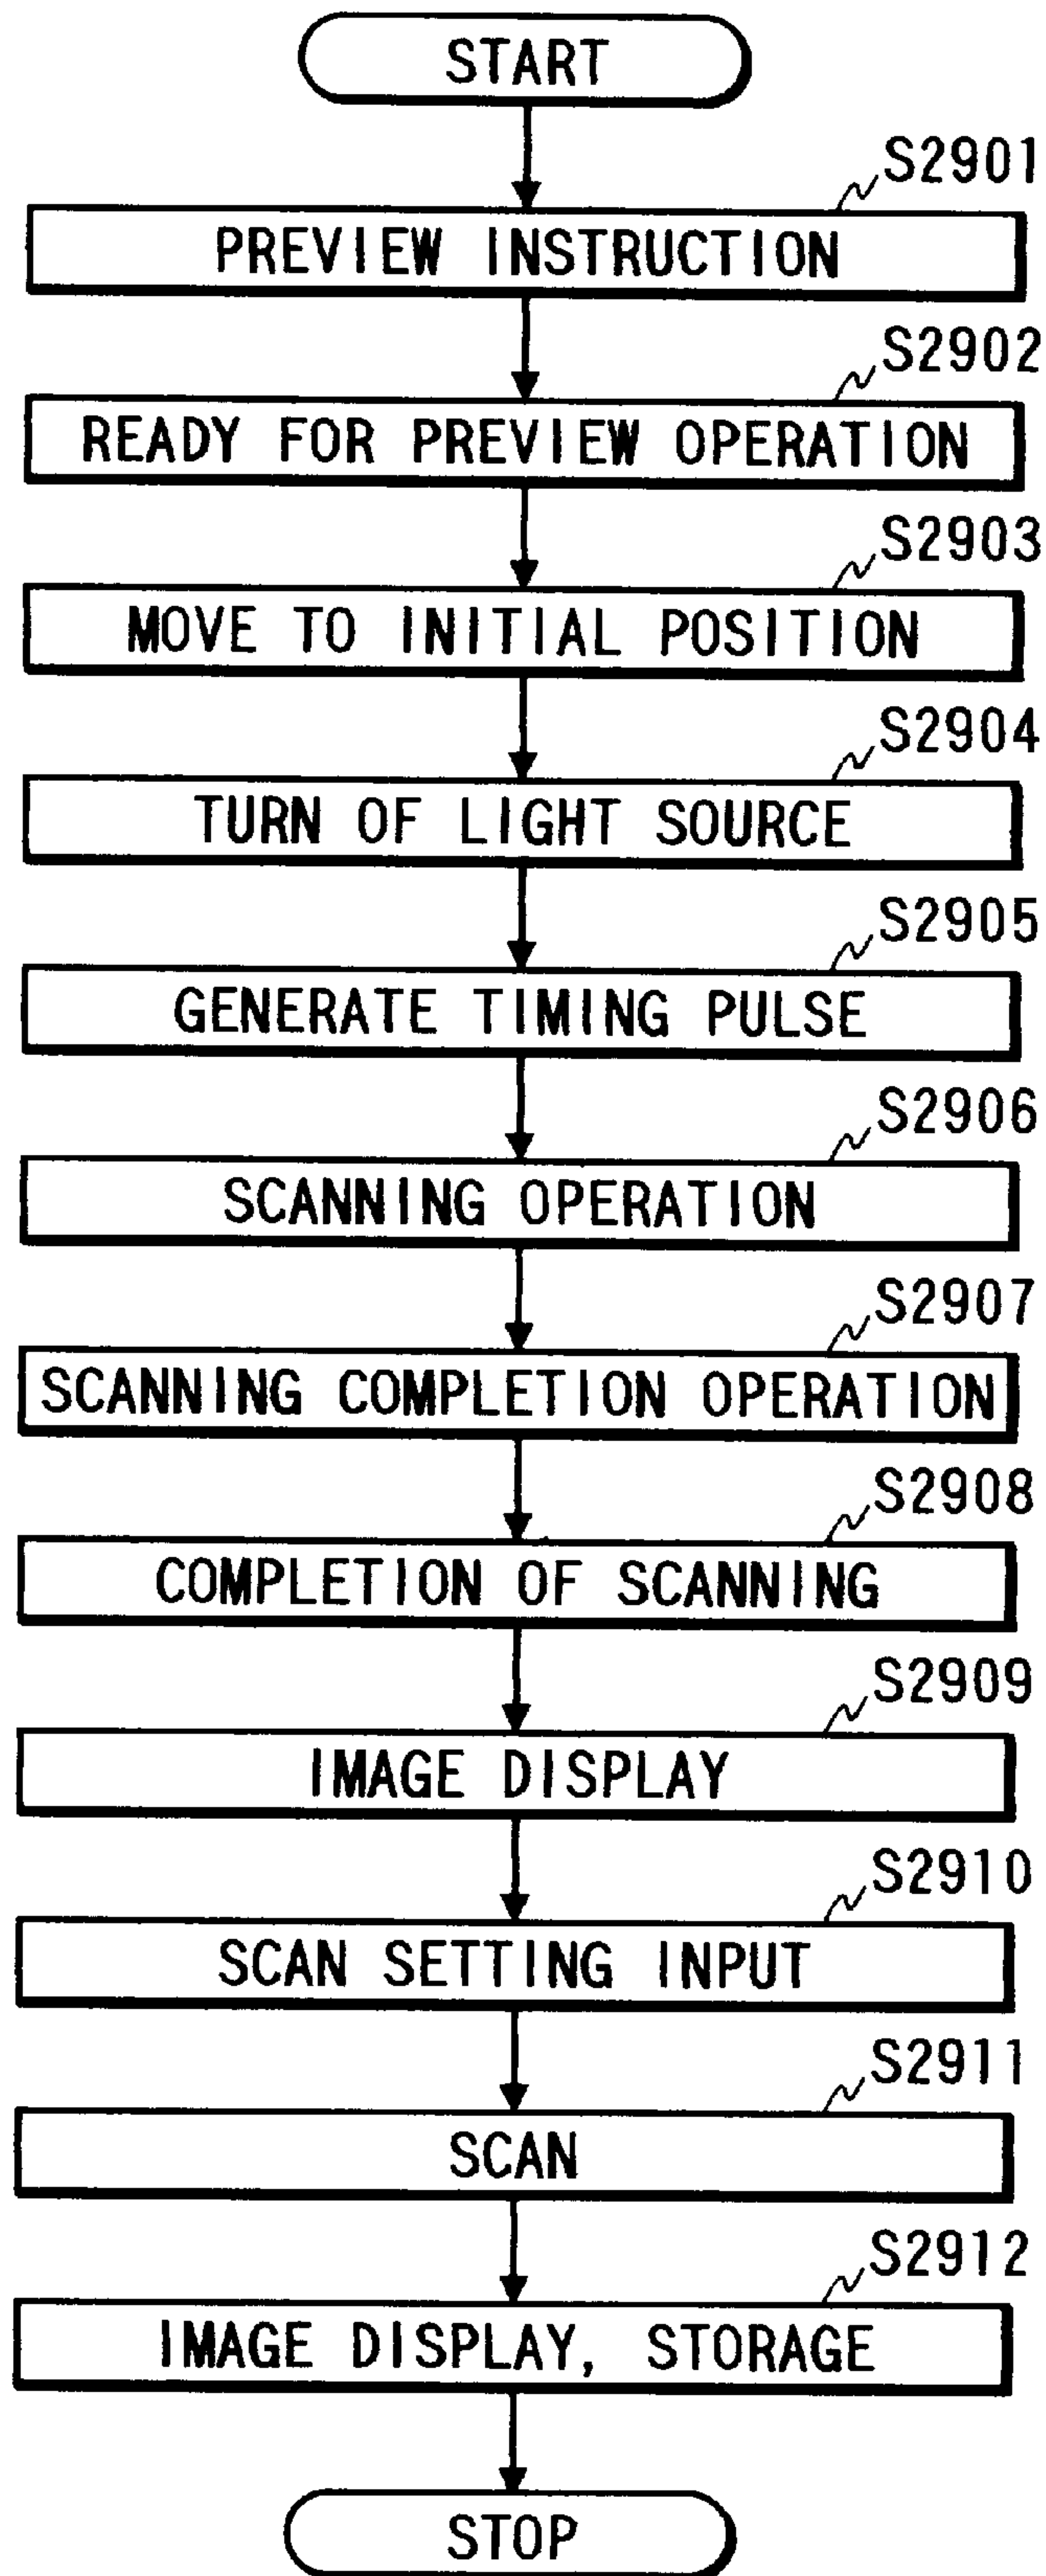 START
S2901
PREVIEW INSTRUCTION
S2902
READY FOR PREVIEW OPERATION
S2903
MOVE TO INITIAL POSITION
S2904
TURN OF LIGHT SOURCE
S2905
GENERATE TIMING PULSE
S2906
SCANNING OPERATION
S2907
SCANNING COMPLETION OPERATION
S2908
COMPLETION OF SCANNING
S2909
IMAGE DISPLAY
S2910
SCAN SETTING INPUT
S2911
SCAN
S2912
IMAGE DISPLAY, STORAGE
STOP